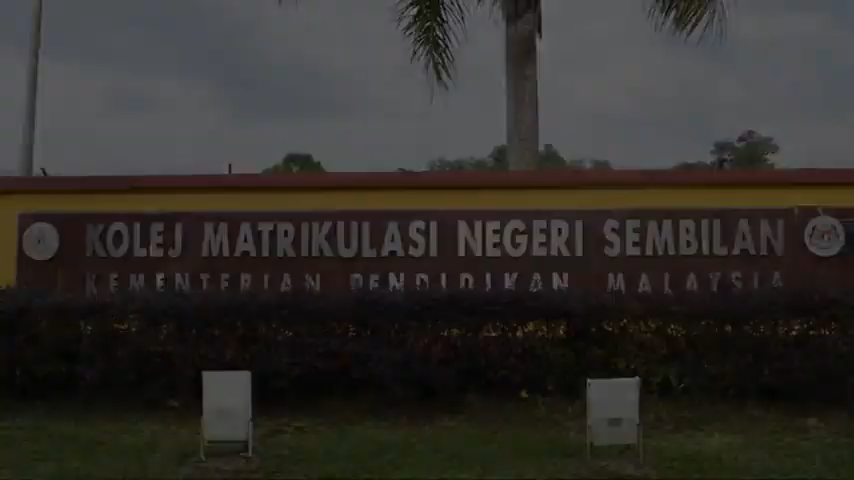 KOLEJ MATRIKULASI NEGERI SEMBILAN
KEMENTERIAN PENDIDIKAN MALAYSIA